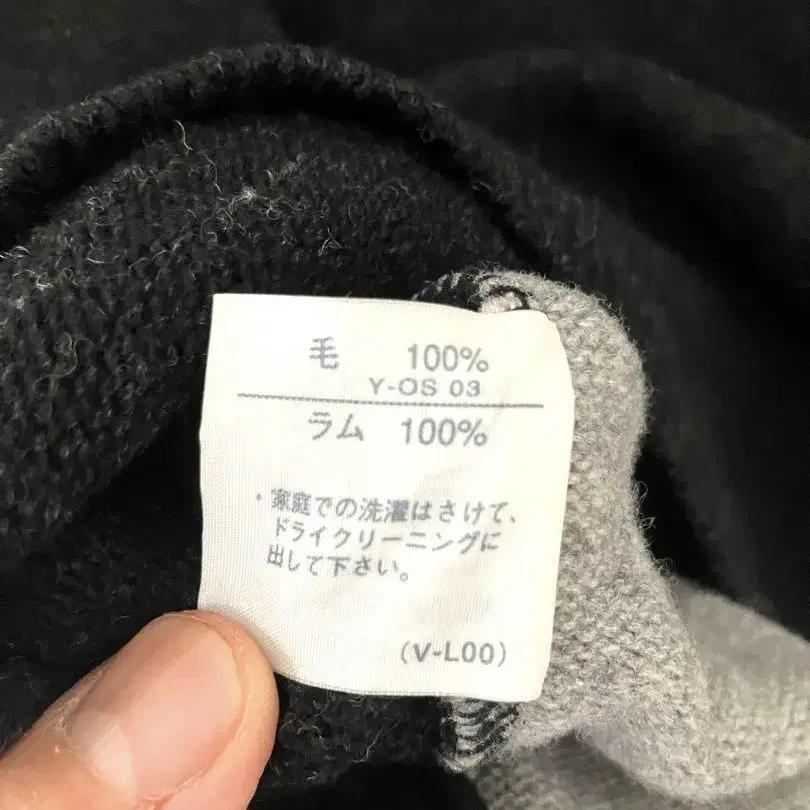 毛 100%
Y-OS 03
ラム 100%
・家庭での洗濯はさけて、
ドライクリーニングに
出して下さい。
(V-L00)